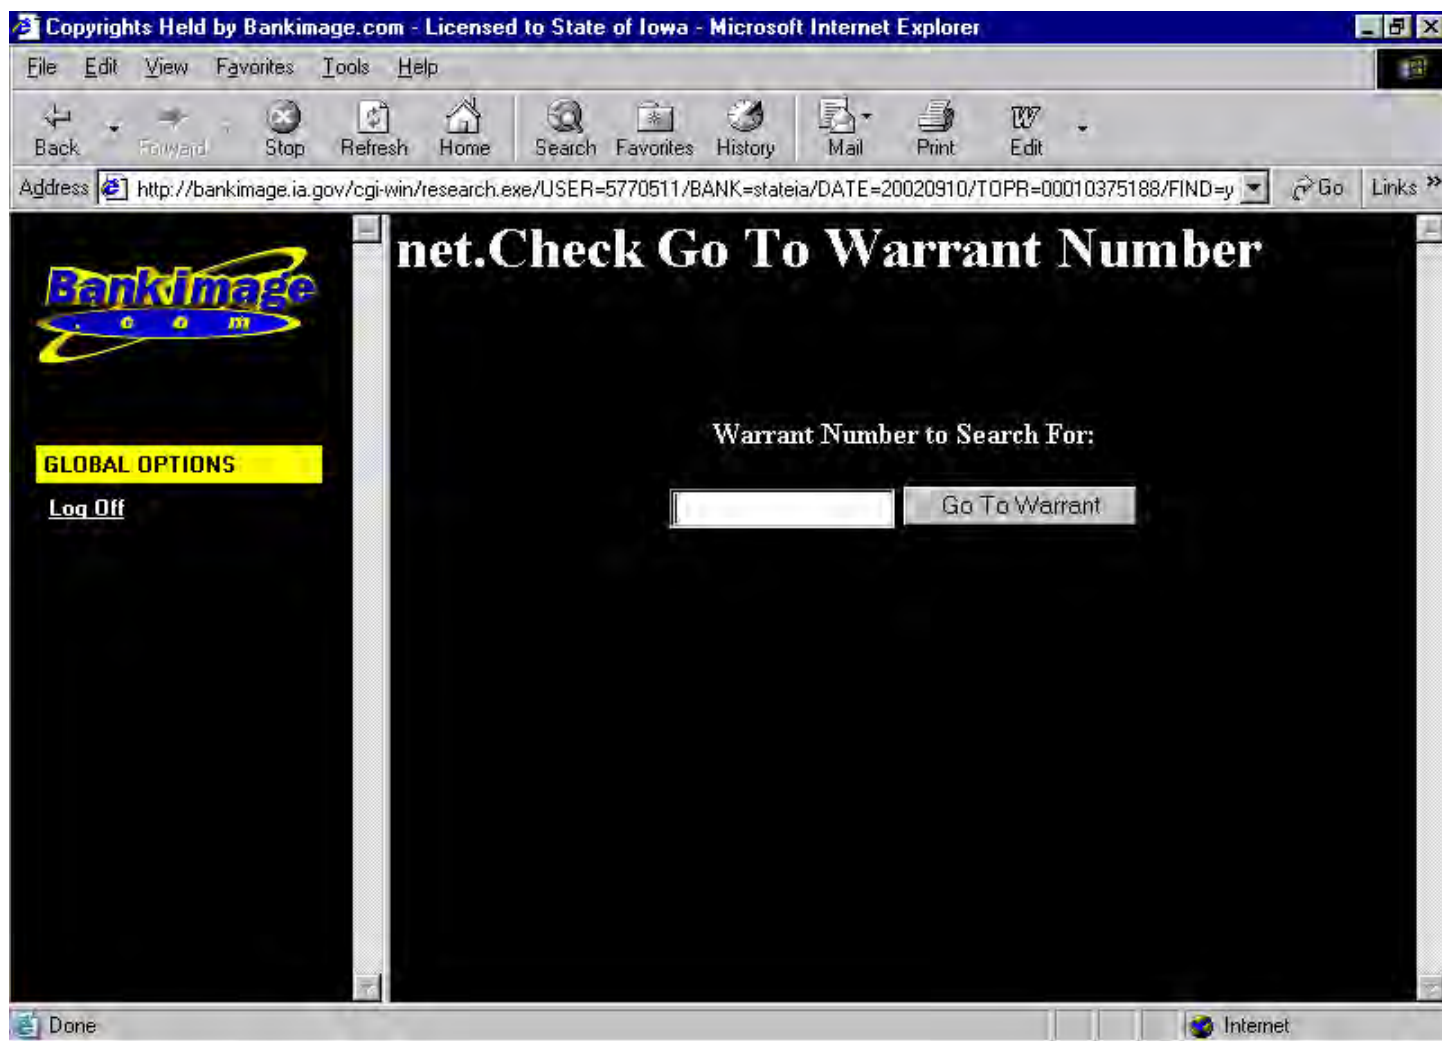 Copyrights Held by Bankimage.com - Licensed to State of Iowa - Microsoft Internet Explorer
File Edit View Favorites Tools Help
Back Forward Stop Refresh Home Search Favorites History Mail Print Edit
Address http://bankimage.ia.gov/cgi-win/research.exe/USER=5770511/BANK=stateia/DATE=20020910/TOPR=00010375188/FIND=y Go Links »
Bankimage
.com
GLOBAL OPTIONS
Log Off
net.Check Go To Warrant Number
Warrant Number to Search For:
Go To Warrant
Done Internet